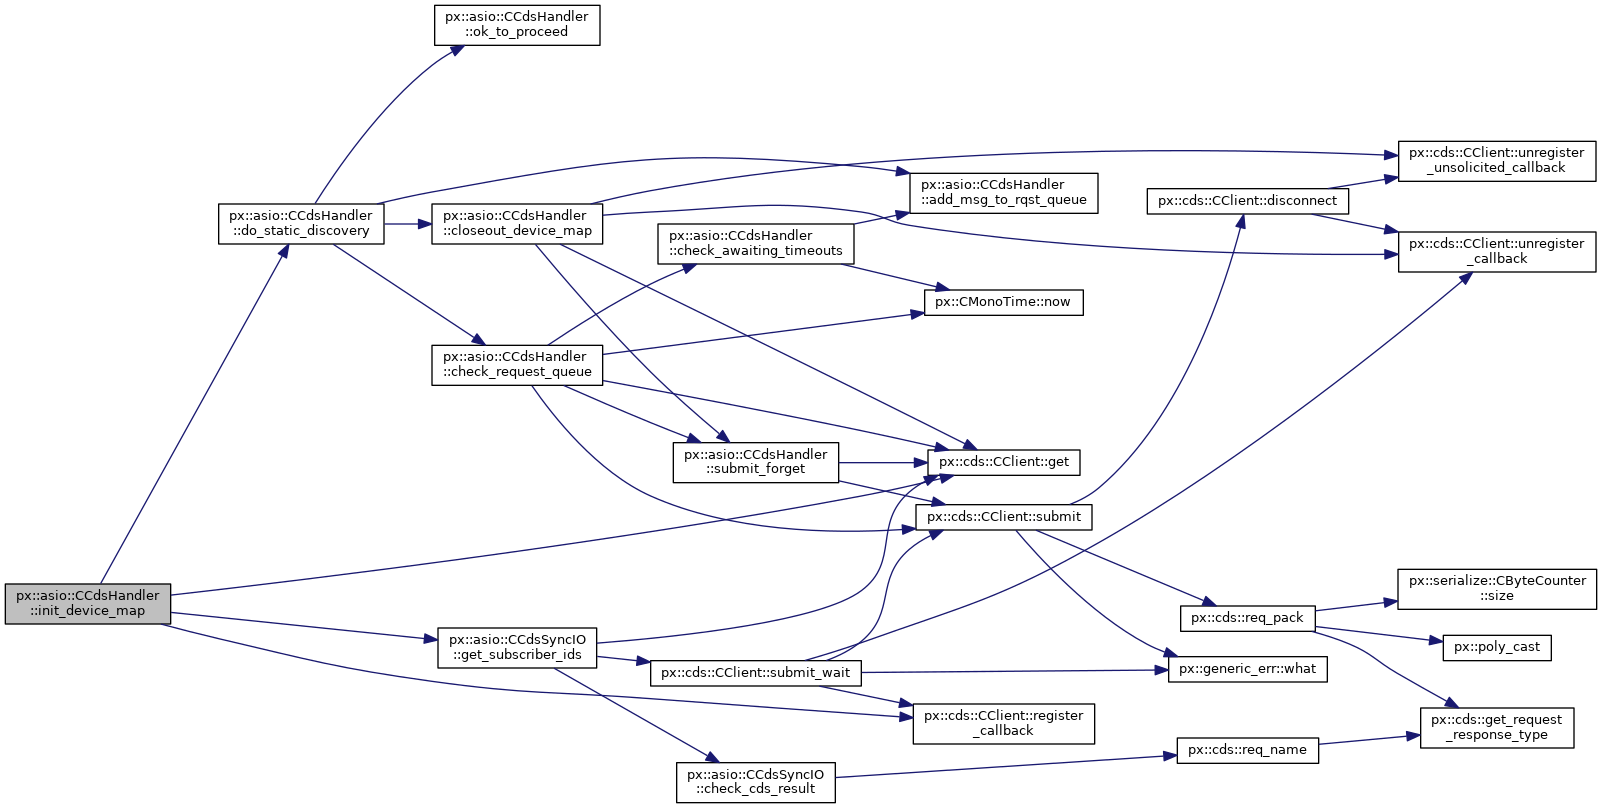 px::asio::CCdsHandler
::ok_to_proceed
px::cds::CClient::unregister
_unsolicited_callback
px::asio::CCdsHandler
::add_msg_to_rqst_queue
px::cds::CClient::disconnect
px::asio::CCdsHandler
::do_static_discovery
px::asio::CCdsHandler
::closeout_device_map
px::asio::CCdsHandler
::check_awaiting_timeouts
px::cds::CClient::unregister
_callback
px::CMonoTime::now
px::asio::CCdsHandler
::check_request_queue
px::asio::CCdsHandler
::submit_forget
px::cds::CClient::get
px::cds::CClient::submit
px::asio::CCdsHandler
::init_device_map
px::serialize::CByteCounter
::size
px::cds::req_pack
px::poly_cast
px::asio::CCdsSyncIO
::get_subscriber_ids
px::cds::CClient::submit_wait
px::generic_err::what
px::cds::CClient::register
_callback
px::cds::get_request
_response_type
px::cds::req_name
px::asio::CCdsSyncIO
::check_cds_result